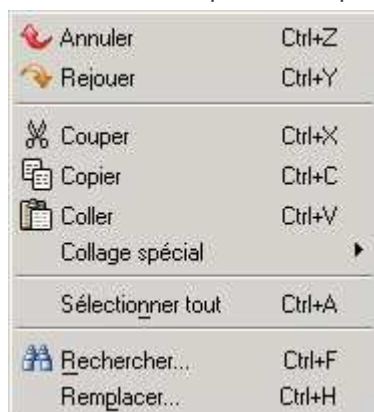 Annuler Ctrl+Z
Rejouer Ctrl+Y
Couper Ctrl+X
Copier Ctrl+C
Coller Ctrl+V
Collage spécial
Sélectionner tout Ctrl+A
Rechercher... Ctrl+F
Remplacer... Ctrl+H